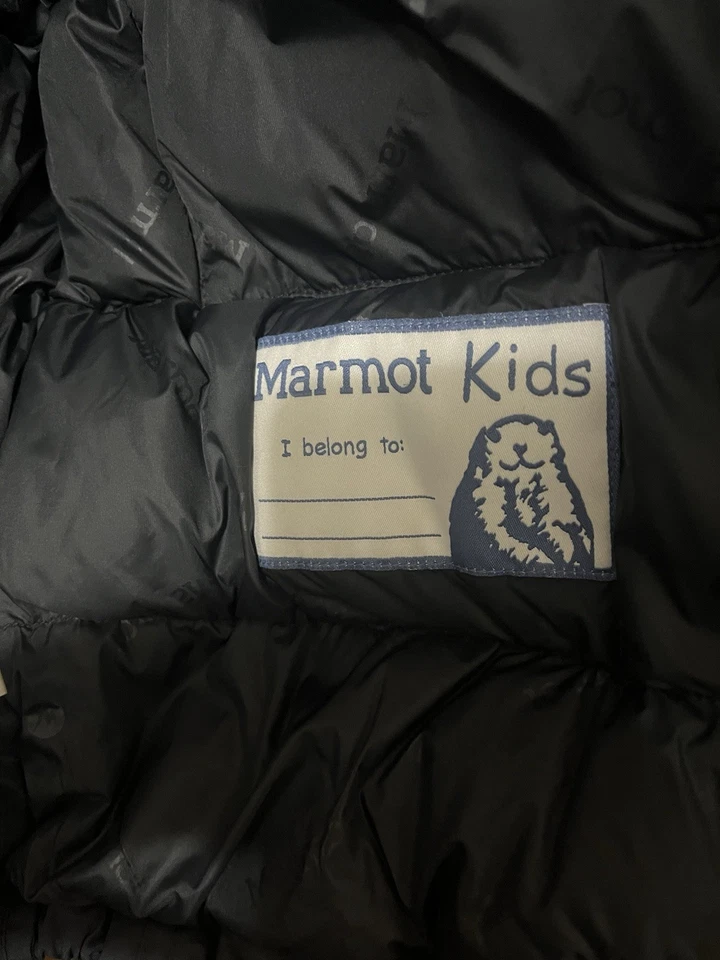 Marmot Kids
I belong to: